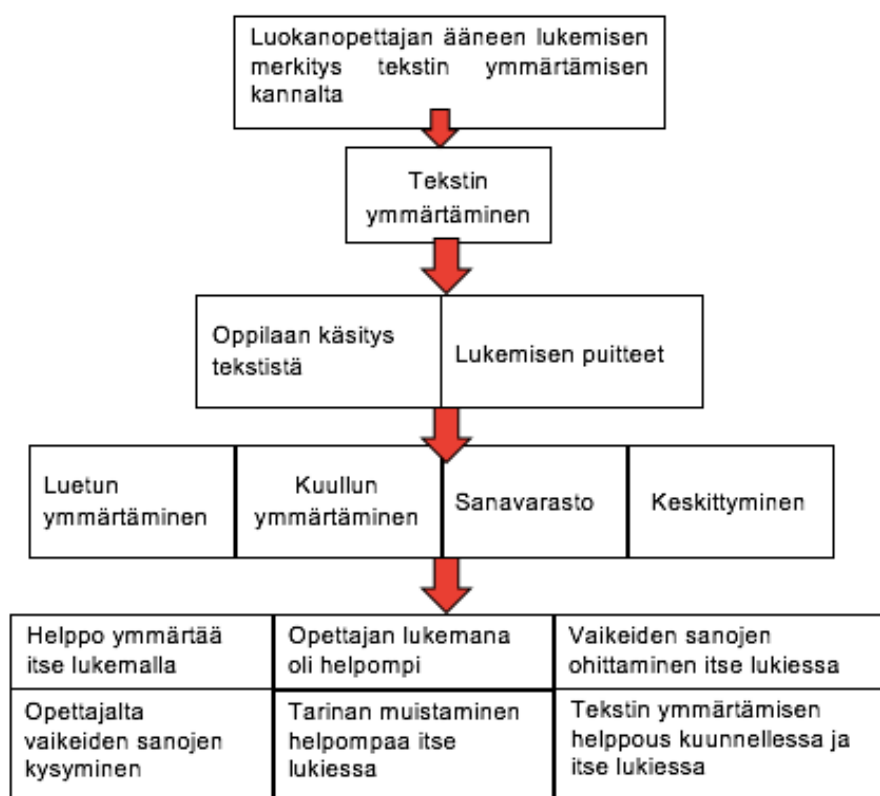 Luokanopettajan ääneen lukemisen
merkitys tekstin ymmärtämisen
kannalta
Tekstin
ymmärtäminen
Oppilaan käsitys
tekstistä
Lukemisen puitteet
Luetun
ymmärtäminen
Kuullun
ymmärtäminen
Sanavarasto
Keskittyminen
Helppo ymmärtää
itse lukemalla
Opettajan lukemana
oli helpompi
Vaikeiden sanojen
ohittaminen itse lukiessa
Opettajalta
vaikeiden sanojen
kysyminen
Tarinan muistaminen
helpompaa itse
lukiessa
Tekstin ymmärtämisen
helppous kuunnellessa ja
itse lukiessa